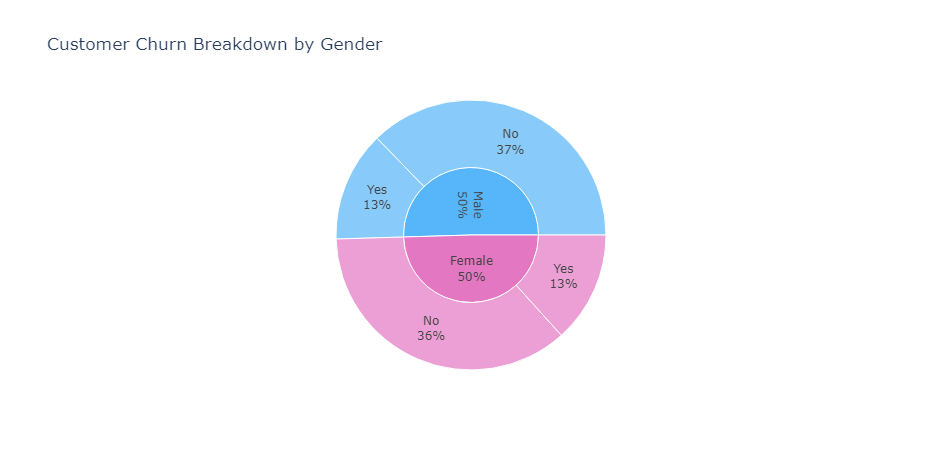 Customer Churn Breakdown by Gender
No
37%
Yes
13%
Male
50%
Female
50%
Yes
13%
No
36%